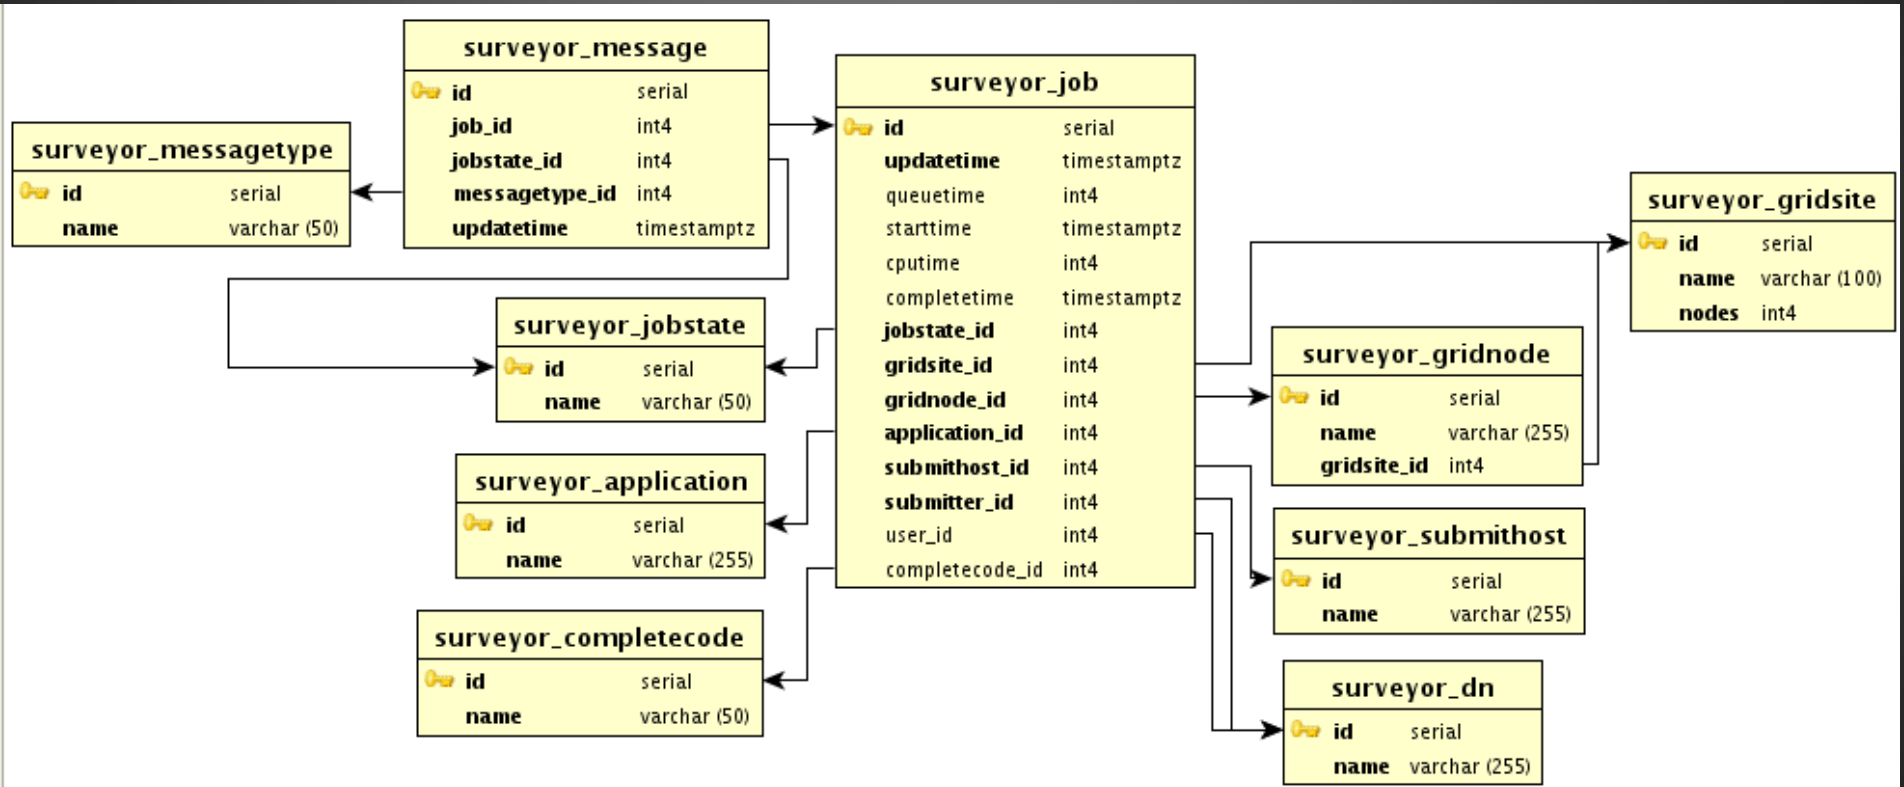 surveyor_message
id serial
job_id int4
jobstate_id int4
messagetype_id int4
updatetime timestamptz
surveyor_messagetype
id serial
name varchar (50)
surveyor_jobstate
id serial
name varchar (50)
surveyor_application
id serial
name varchar (255)
surveyor_completecode
id serial
name varchar (50)
surveyor_job
id serial
updatetime timestamptz
queuetime int4
starttime timestamptz
cputime int4
completetime timestamptz
jobstate_id int4
gridsite_id int4
gridnode_id int4
application_id int4
submithost_id int4
submitter_id int4
user_id int4
completecode_id int4
surveyor_gridsite
id serial
name varchar (100)
nodes int4
surveyor_gridnode
id serial
name varchar (255)
gridsite_id int4
surveyor_submithost
id serial
name varchar (255)
surveyor_dn
id serial
name varchar (255)